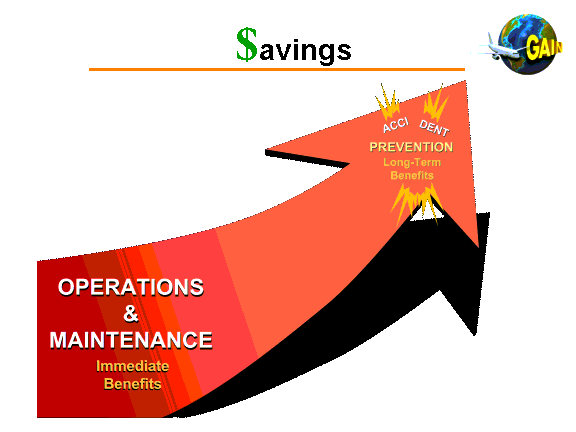 $avings
GAIN
ACCI DENT
PREVENTION
Long-Term
Benefits
OPERATIONS
&
MAINTENANCE
Immediate
Benefits